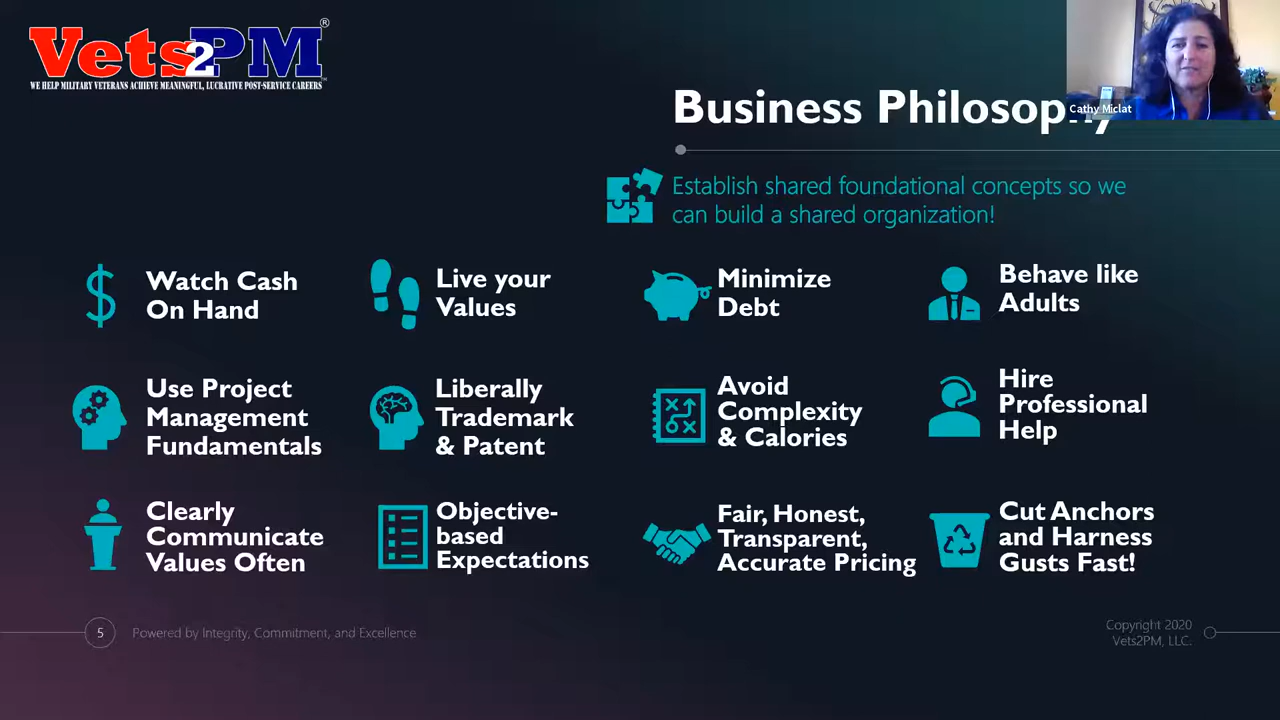 Vets2PM®
WE HELP MILITARY VETERANS ACHIEVE MEANINGFUL, LUCRATIVE POST-SERVICE CAREERS
Cathy Miclat
Business Philosophy
Establish shared foundational concepts so we
can build a shared organization!
Watch Cash
On Hand
Live your
Values
Minimize
Debt
Behave like
Adults
Use Project
Management
Fundamentals
Liberally
Trademark
& Patent
Avoid
Complexity
& Calories
Hire
Professional
Help
Clearly
Communicate
Values Often
Objective-
based
Expectations
Fair, Honest,
Transparent,
Accurate Pricing
Cut Anchors
and Harness
Gusts Fast!
5
Powered by Integrity, Commitment, and Excellence
Copyright 2020
Vets2PM, LLC.